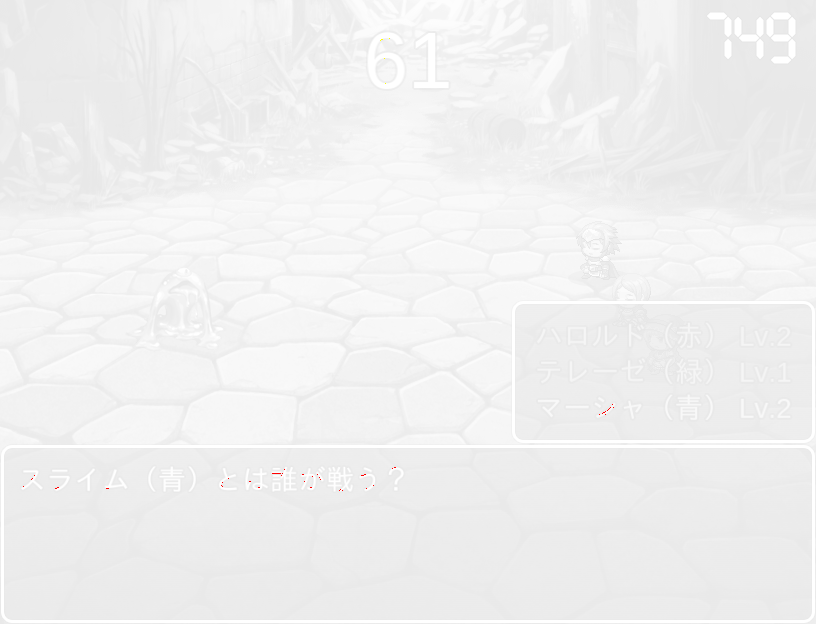 749
61
ハロルド（赤） Lv.2
テレーゼ（緑） Lv.1
マーシャ（青） Lv.2
スライム（青）とは誰が戦う？